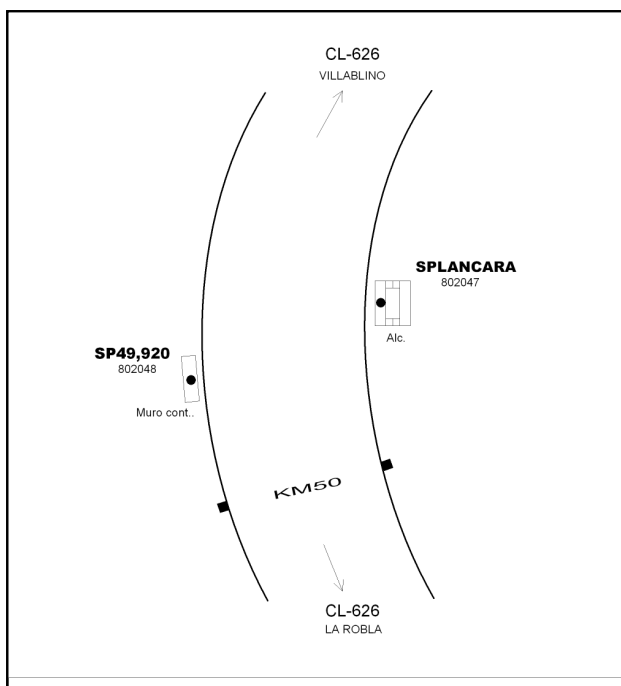 CL-626
VILLABLINO
SPLANCARA
802047
Alc.
SP49,920
802048
Muro cont..
KM50
CL-626
LA ROBLA